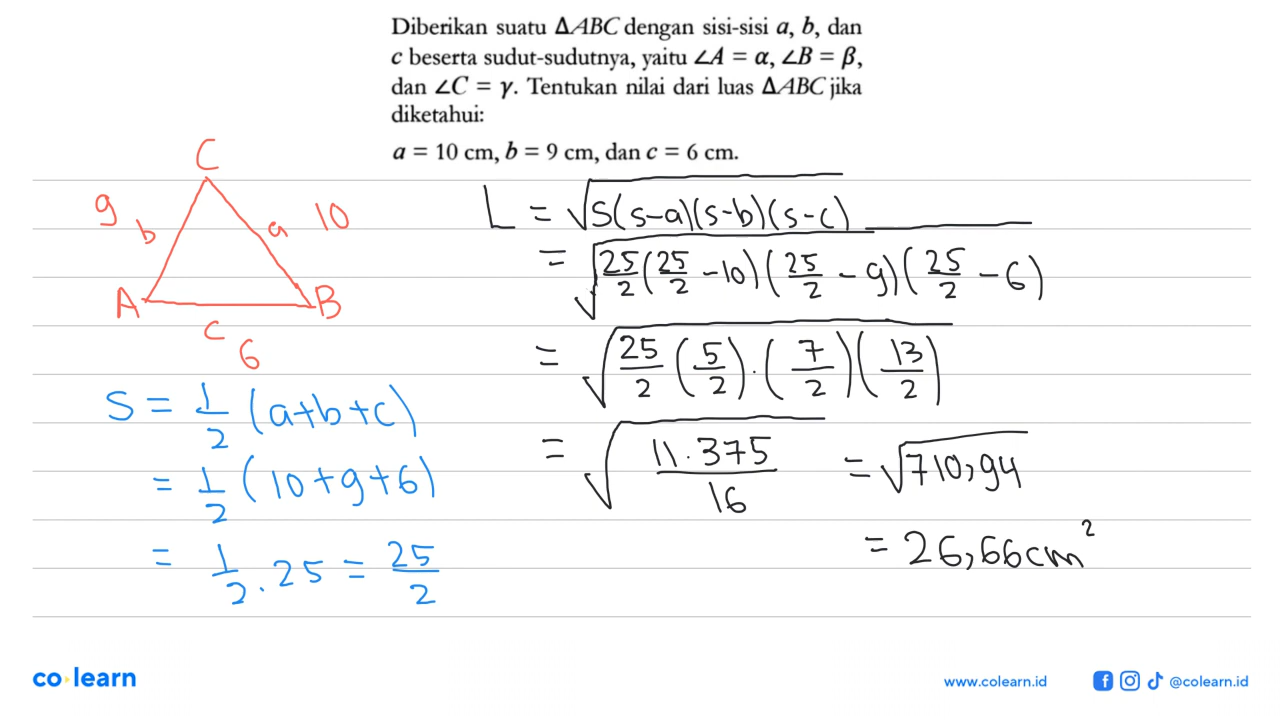 Diberikan suatu ΔABC dengan sisi-sisi a, b, dan
c beserta sudut-sudutnya, yaitu ∠A = α, ∠B = β,
dan ∠C = γ. Tentukan nilai dari luas ΔABC jika
diketahui:
a = 10 cm, b = 9 cm, dan c = 6 cm.
C
9 b a 10
A B
c
6
S = 1/2 (a+b+c)
= 1/2 (10+9+6)
= 1/2 . 25 = 25/2
L = √S(s-a)(s-b)(s-c)
= √25/2 (25/2 - 10) (25/2 - 9) (25/2 - 6)
= √25/2 (5/2) . (7/2) (13/2)
= √11.375/16 = √710,94
= 26,66 cm²
co learn
www.colearn.id
@colearn.id